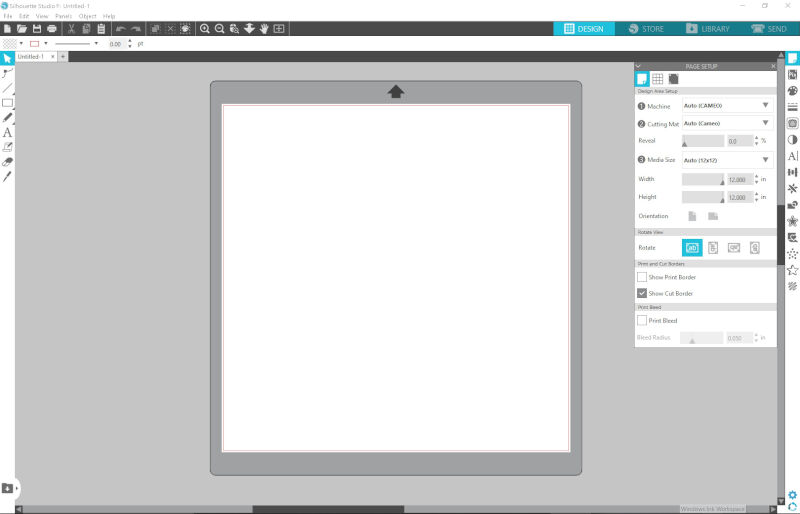 Silhouette Studio®: Untitled-1
File Edit View Panels Object Help
DESIGN STORE LIBRARY SEND
0.00 pt
Untitled-1 × +
PAGE SETUP
Design Area Setup
1 Machine Auto (CAMEO)
2 Cutting Mat Auto (Cameo)
Reveal 0.0 %
3 Media Size Auto (12x12)
Width 12.000 in
Height 12.000 in
Orientation
Rotate View
Rotate ab
Print and Cut Borders
Show Print Border
Show Cut Border
Print Bleed
Print Bleed
Bleed Radius 0.050 in
Windows Ink Workspace